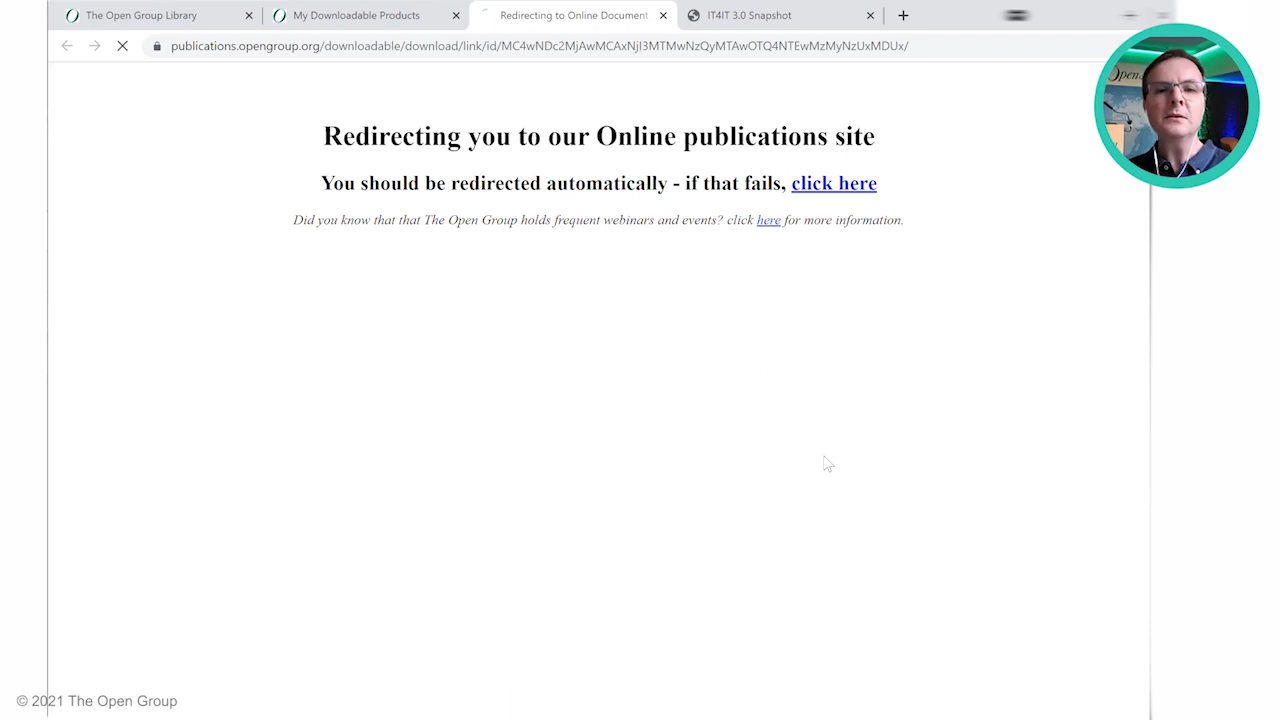 The Open Group Library
My Downloadable Products
Redirecting to Online Document
IT4IT 3.0 Snapshot
publications.opengroup.org/downloadable/download/link/id/MC4wNDc2MjAwMCAxNjI3MTMwNzQyMTAwOTQ4NTEwMzMyNzUxMDUx/
Open
Redirecting you to our Online publications site
You should be redirected automatically - if that fails, click here
Did you know that that The Open Group holds frequent webinars and events? click here for more information.
© 2021 The Open Group